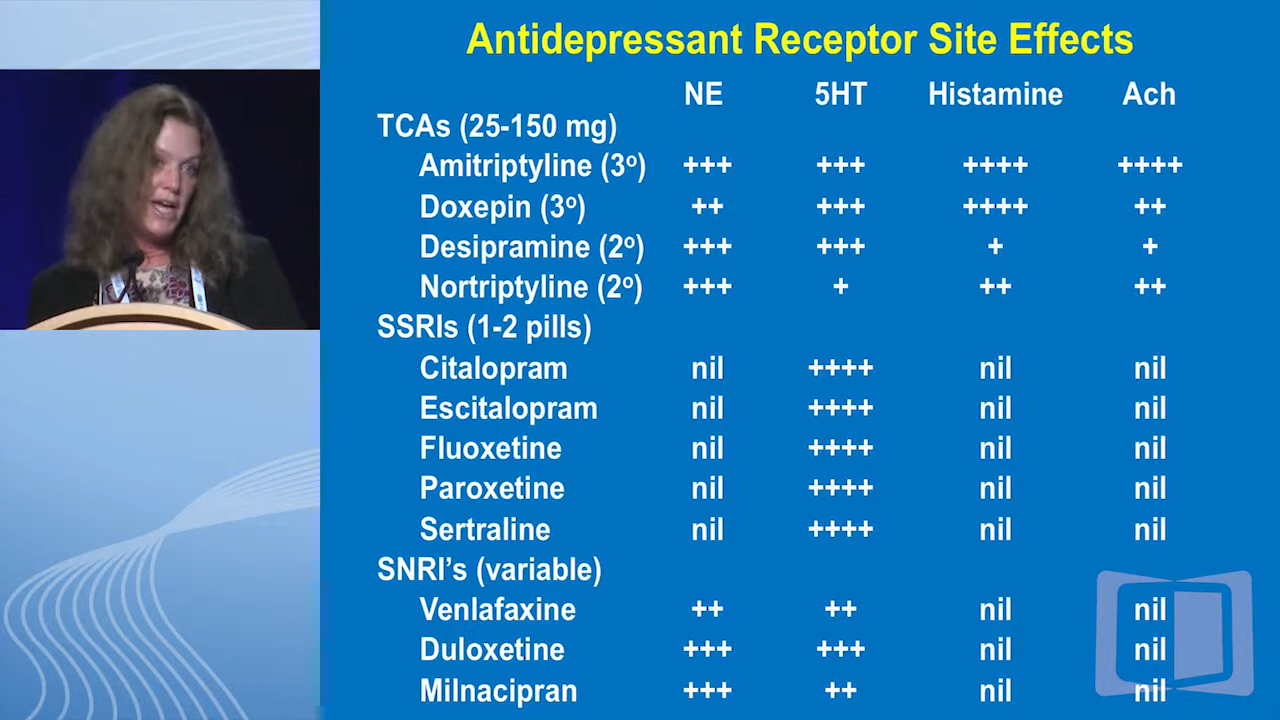 Antidepressant Receptor Site Effects
NE 5HT Histamine Ach
TCAs (25-150 mg)
Amitriptyline (3º) +++ +++ ++++ ++++
Doxepin (3º) ++ +++ ++++ ++
Desipramine (2º) +++ +++ + +
Nortriptyline (2º) +++ + ++ ++
SSRIs (1-2 pills)
Citalopram nil ++++ nil nil
Escitalopram nil ++++ nil nil
Fluoxetine nil ++++ nil nil
Paroxetine nil ++++ nil nil
Sertraline nil ++++ nil nil
SNRI’s (variable)
Venlafaxine ++ ++ nil nil
Duloxetine +++ +++ nil nil
Milnacipran +++ ++ nil nil